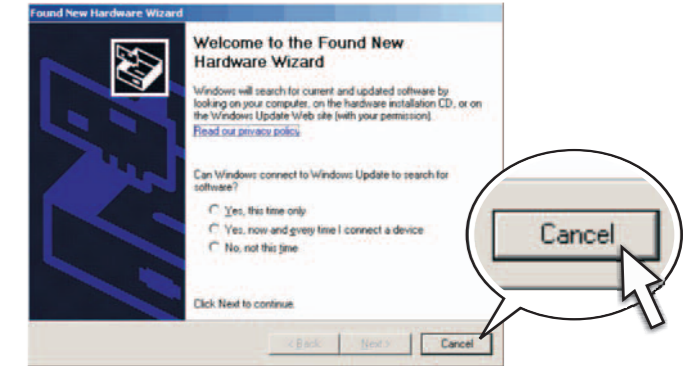 Found New Hardware Wizard
Welcome to the Found New
Hardware Wizard
Windows will search for current and updated software by
looking on your computer, on the hardware installation CD, or on
the Windows Update Web site (with your permission).
Read our privacy policy
Can Windows connect to Windows Update to search for
software?
Yes, this time only
Yes, now and every time I connect a device
No, not this time
Click Next to continue.
< Back
Next >
Cancel
Cancel